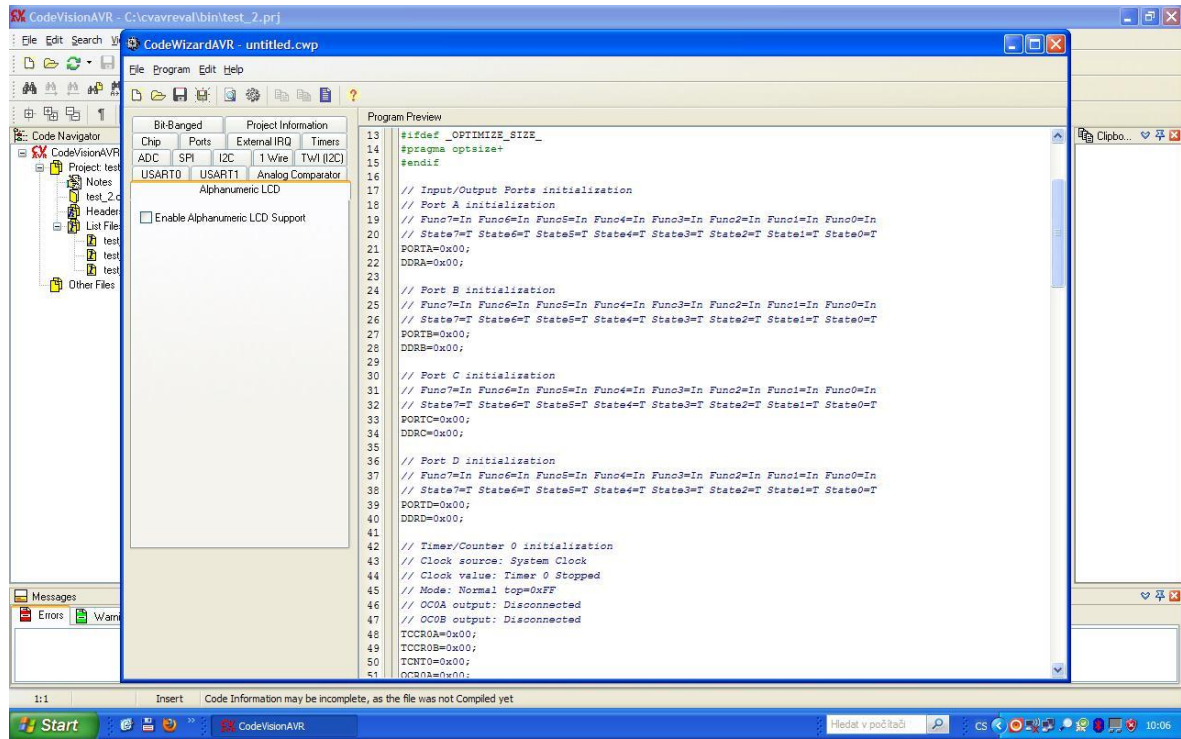 CodeVisionAVR - C:\cvavreval\bin\test_2.prj
File Edit Search
CodeWizardAVR - untitled.cwp
File Program Edit Help
Code Navigator
CodeVisionAVR
Project: test
Notes
test_2.c
Header
List File
test
test
test
Other Files
Bit-Banged Project Information
Chip Ports External IRQ Timers
ADC SPI I2C 1 Wire TWI (I2C)
USART0 USART1 Analog Comparator
Alphanumeric LCD
Enable Alphanumeric LCD Support
Program Preview
13 #ifdef _OPTIMIZE_SIZE_
14 #pragma optsize+
15 #endif
16
17 // Input/Output Ports initialization
18 // Port A initialization
19 // Func7=In Func6=In Func5=In Func4=In Func3=In Func2=In Func1=In Func0=In
20 // State7=T State6=T State5=T State4=T State3=T State2=T State1=T State0=T
21 PORTA=0x00;
22 DDRA=0x00;
23
24 // Port B initialization
25 // Func7=In Func6=In Func5=In Func4=In Func3=In Func2=In Func1=In Func0=In
26 // State7=T State6=T State5=T State4=T State3=T State2=T State1=T State0=T
27 PORTB=0x00;
28 DDRB=0x00;
29
30 // Port C initialization
31 // Func7=In Func6=In Func5=In Func4=In Func3=In Func2=In Func1=In Func0=In
32 // State7=T State6=T State5=T State4=T State3=T State2=T State1=T State0=T
33 PORTC=0x00;
34 DDRC=0x00;
35
36 // Port D initialization
37 // Func7=In Func6=In Func5=In Func4=In Func3=In Func2=In Func1=In Func0=In
38 // State7=T State6=T State5=T State4=T State3=T State2=T State1=T State0=T
39 PORTD=0x00;
40 DDRD=0x00;
41
42 // Timer/Counter 0 initialization
43 // Clock source: System Clock
44 // Clock value: Timer 0 Stopped
45 // Mode: Normal top=0xFF
46 // OC0A output: Disconnected
47 // OC0B output: Disconnected
48 TCCR0A=0x00;
49 TCCR0B=0x00;
50 TCNT0=0x00;
51 OCR0A=0x00;
Clipbo...
Messages
Errors Warni
1:1 Insert Code Information may be incomplete, as the file was not Compiled yet
Start CodeVisionAVR Hledat v počítači CS 10:06